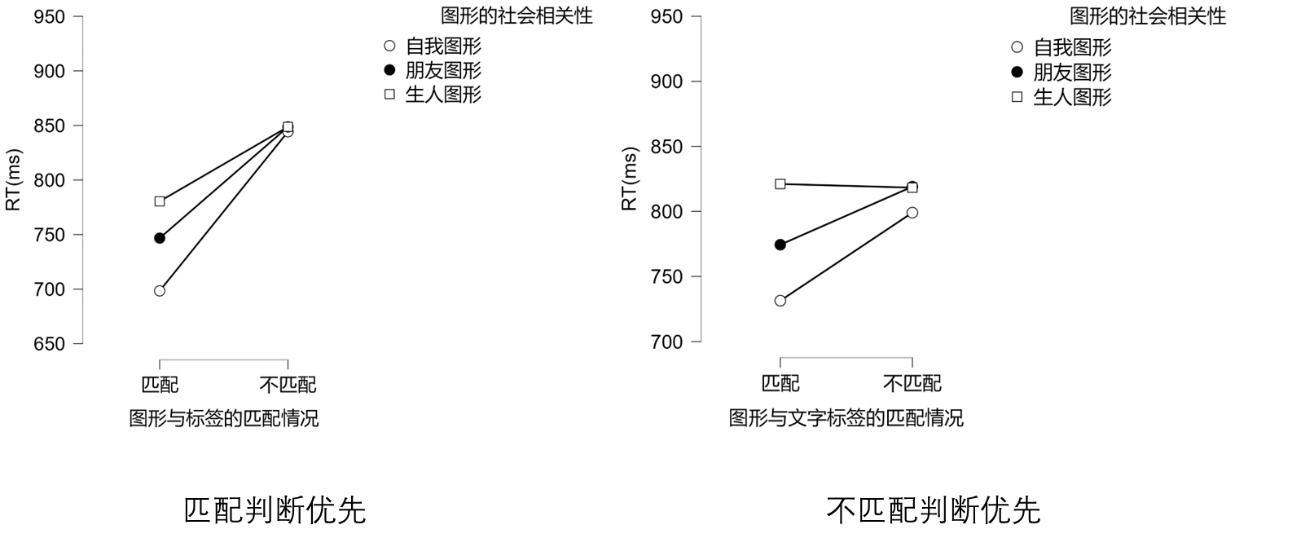 图形的社会相关性
自我图形
朋友图形
生人图形
950
900
850
800
750
700
650
RT(ms)
匹配
不匹配
图形与标签的匹配情况
匹配判断优先
图形的社会相关性
自我图形
朋友图形
生人图形
950
900
850
800
750
700
RT(ms)
匹配
不匹配
图形与文字标签的匹配情况
不匹配判断优先